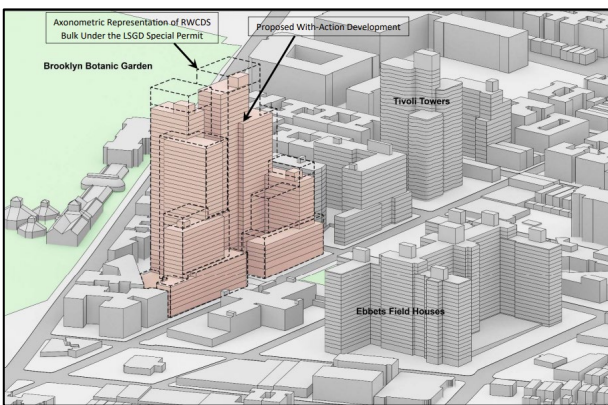 Axonometric Representation of RWCDS
Bulk Under the LSGD Special Permit
Proposed With-Action Development
Brooklyn Botanic Garden
Tivoli Towers
Ebbets Field Houses